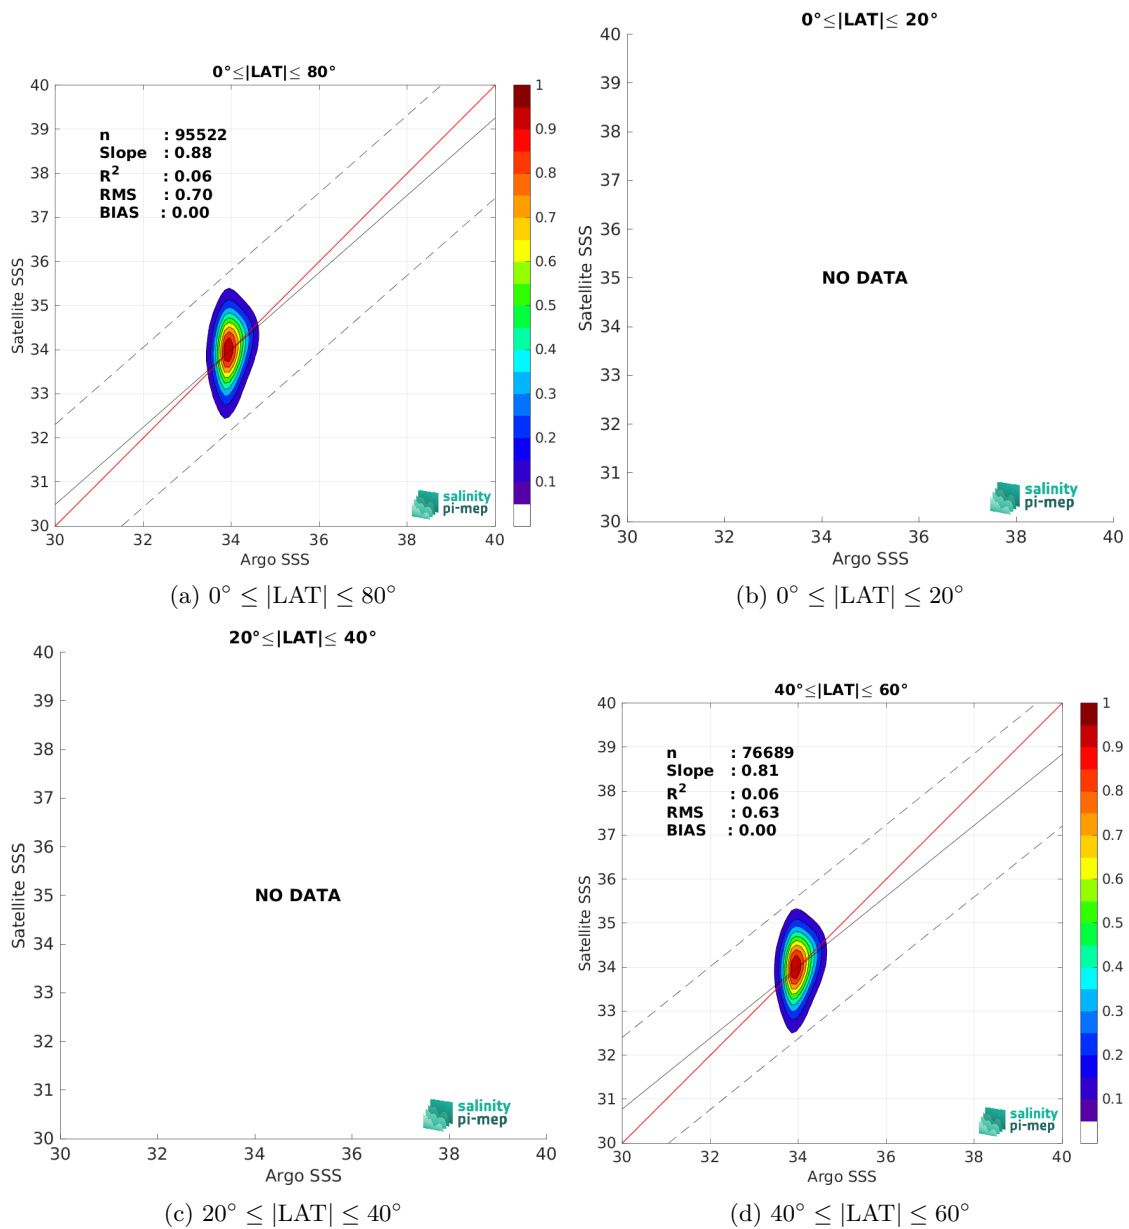 0°≤|LAT|≤ 80°
40
39
38
37
36
35
34
33
32
31
30
Satellite SSS
n : 95522
Slope : 0.88
R² : 0.06
RMS : 0.70
BIAS : 0.00
salinity
pi-mep
30 32 34 36 38 40
Argo SSS
1
0.9
0.8
0.7
0.6
0.5
0.4
0.3
0.2
0.1
(a) 0° ≤ |LAT| ≤ 80°
0°≤|LAT|≤ 20°
40
39
38
37
36
35
34
33
32
31
30
Satellite SSS
NO DATA
salinity
pi-mep
30 32 34 36 38 40
Argo SSS
(b) 0° ≤ |LAT| ≤ 20°
20°≤|LAT|≤ 40°
40
39
38
37
36
35
34
33
32
31
30
Satellite SSS
NO DATA
salinity
pi-mep
30 32 34 36 38 40
Argo SSS
(c) 20° ≤ |LAT| ≤ 40°
40°≤|LAT|≤ 60°
40
39
38
37
36
35
34
33
32
31
30
Satellite SSS
n : 76689
Slope : 0.81
R² : 0.06
RMS : 0.63
BIAS : 0.00
salinity
pi-mep
30 32 34 36 38 40
Argo SSS
1
0.9
0.8
0.7
0.6
0.5
0.4
0.3
0.2
0.1
(d) 40° ≤ |LAT| ≤ 60°